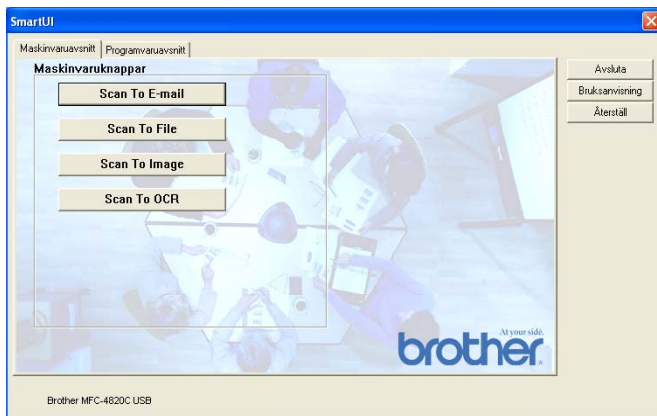 SmartUI
Maskinvaruavsnitt
Programvaruavsnitt
Maskinvaruknappar
Scan To E-mail
Scan To File
Scan To Image
Scan To OCR
Avsluta
Bruksanvisning
Återställ
At your side.
brother
Brother MFC-4820C USB